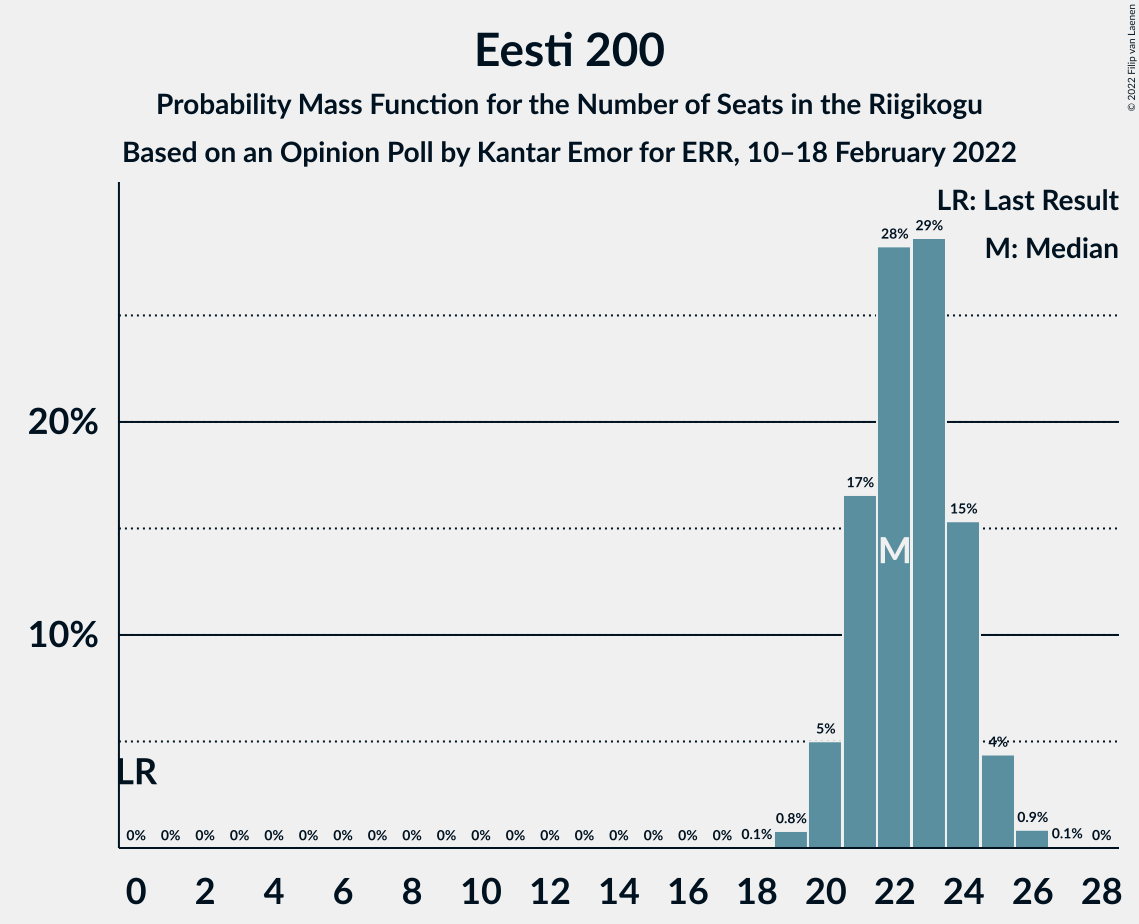 Eesti 200
Probability Mass Function for the Number of Seats in the Riigikogu
Based on an Opinion Poll by Kantar Emor for ERR, 10–18 February 2022
© 2022 Filip van Laenen
LR: Last Result
M: Median
20%
10%
LR
M
0% 0% 0% 0% 0% 0% 0% 0% 0% 0% 0% 0% 0% 0% 0% 0% 0% 0% 0.1% 0.8% 5% 17% 28% 29% 15% 4% 0.9% 0.1% 0%
0 2 4 6 8 10 12 14 16 18 20 22 24 26 28